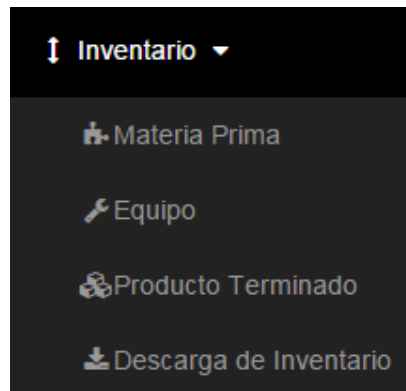 Inventario
Materia Prima
Equipo
Producto Terminado
Descarga de Inventario